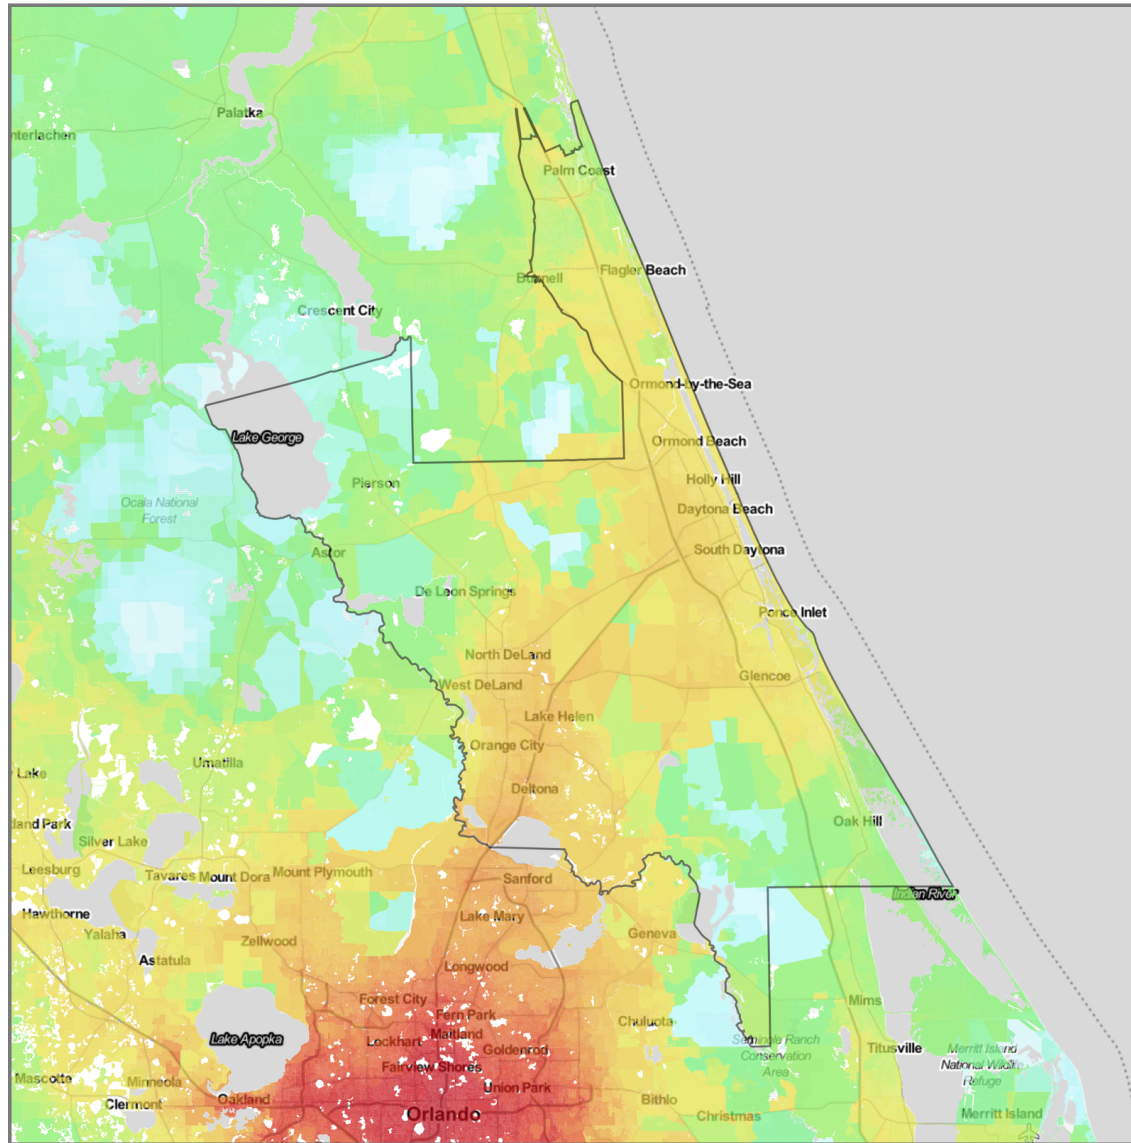 Palatka
nterlachen
Palm Coast
Flagler Beach
Bunnell
Crescent City
Ormond-by-the-Sea
Lake George
Ormond Beach
Holly Hill
Pierson
Ocala National
Forest
Daytona Beach
South Daytona
Astor
De Leon Springs
Ponce Inlet
North DeLand
Glencoe
West DeLand
Lake Helen
Orange City
Umatilla
Lake
Deltona
land Park
Oak Hill
Silver Lake
Leesburg
Tavares
Mount Dora
Mount Plymouth
Sanford
Indian River
Hawthorne
Lake Mary
Yalaha
Zellwood
Geneva
Astatula
Longwood
Forest City
Mims
Fern Park
Chuluota
Maitland
Lake Apopka
Lockhart
Goldenrod
Seminole Ranch
Conservation
Area
Titusville
Merritt Island
National Wildlife
Refuge
Fairview Shores
Mascotte
Minneola
Union Park
Clermont
Oakland
Bithlo
Orlando
Christmas
Merritt Island